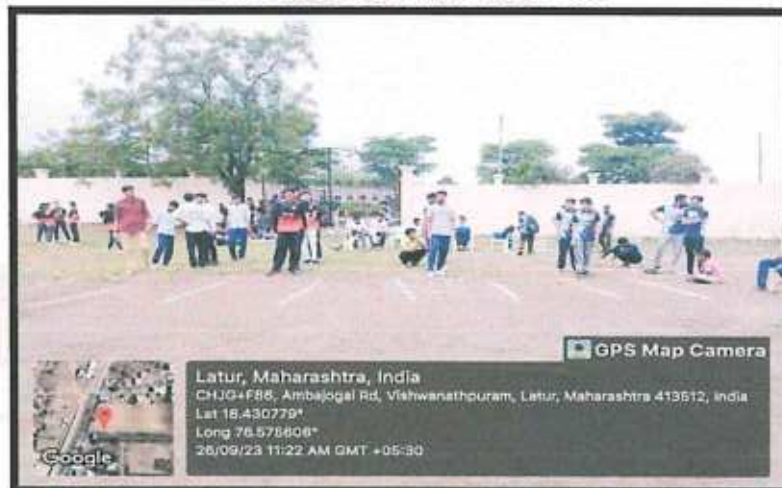 GPS Map Camera
Latur, Maharashtra, India
CHJG+F86, Ambajogai Rd, Vishwanathpuram, Latur, Maharashtra 413512, India
Lat 18.430779°
Long 76.575608°
26/09/23 11:22 AM GMT +05:30
Google